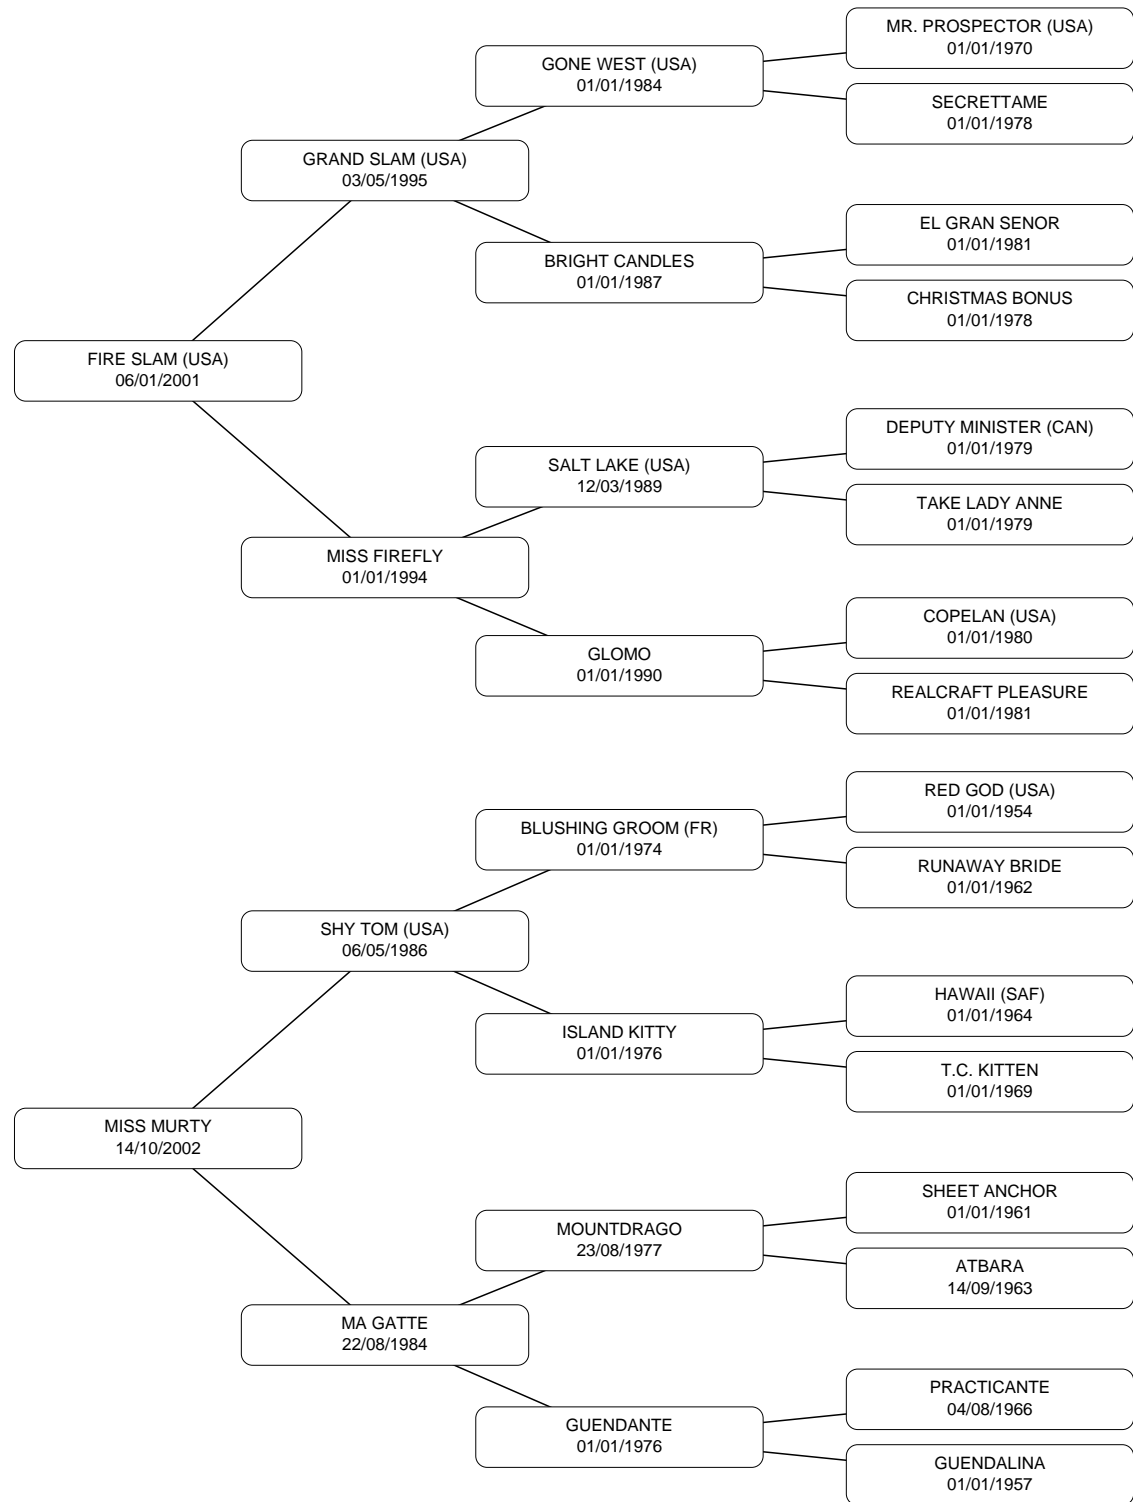 MR. PROSPECTOR (USA)
01/01/1970
GONE WEST (USA)
01/01/1984
SECRETTAME
01/01/1978
GRAND SLAM (USA)
03/05/1995
EL GRAN SENOR
01/01/1981
BRIGHT CANDLES
01/01/1987
CHRISTMAS BONUS
01/01/1978
FIRE SLAM (USA)
06/01/2001
DEPUTY MINISTER (CAN)
01/01/1979
SALT LAKE (USA)
12/03/1989
TAKE LADY ANNE
01/01/1979
MISS FIREFLY
01/01/1994
COPELAN (USA)
01/01/1980
GLOMO
01/01/1990
REALCRAFT PLEASURE
01/01/1981
RED GOD (USA)
01/01/1954
BLUSHING GROOM (FR)
01/01/1974
RUNAWAY BRIDE
01/01/1962
SHY TOM (USA)
06/05/1986
HAWAII (SAF)
01/01/1964
ISLAND KITTY
01/01/1976
T.C. KITTEN
01/01/1969
MISS MURTY
14/10/2002
SHEET ANCHOR
01/01/1961
MOUNTDRAGO
23/08/1977
ATBARA
14/09/1963
MA GATTE
22/08/1984
PRACTICANTE
04/08/1966
GUENDANTE
01/01/1976
GUENDALINA
01/01/1957